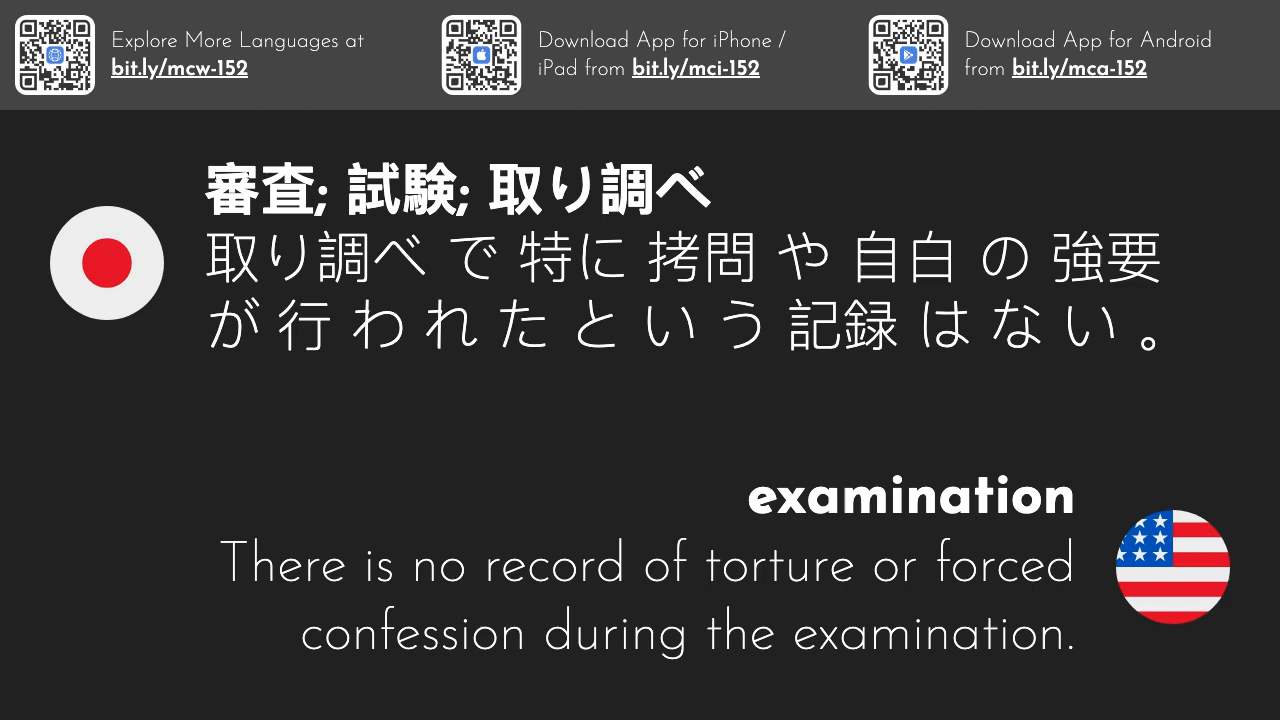 Explore More Languages at
bit.ly/mcw-152
Download App for iPhone /
iPad from bit.ly/mci-152
Download App for Android
from bit.ly/mca-152
審査; 試験; 取り調べ
取り調べ で 特に 拷問 や 自白 の 強要
が 行 わ れ た と い う 記録 は な い 。
examination
There is no record of torture or forced
confession during the examination.